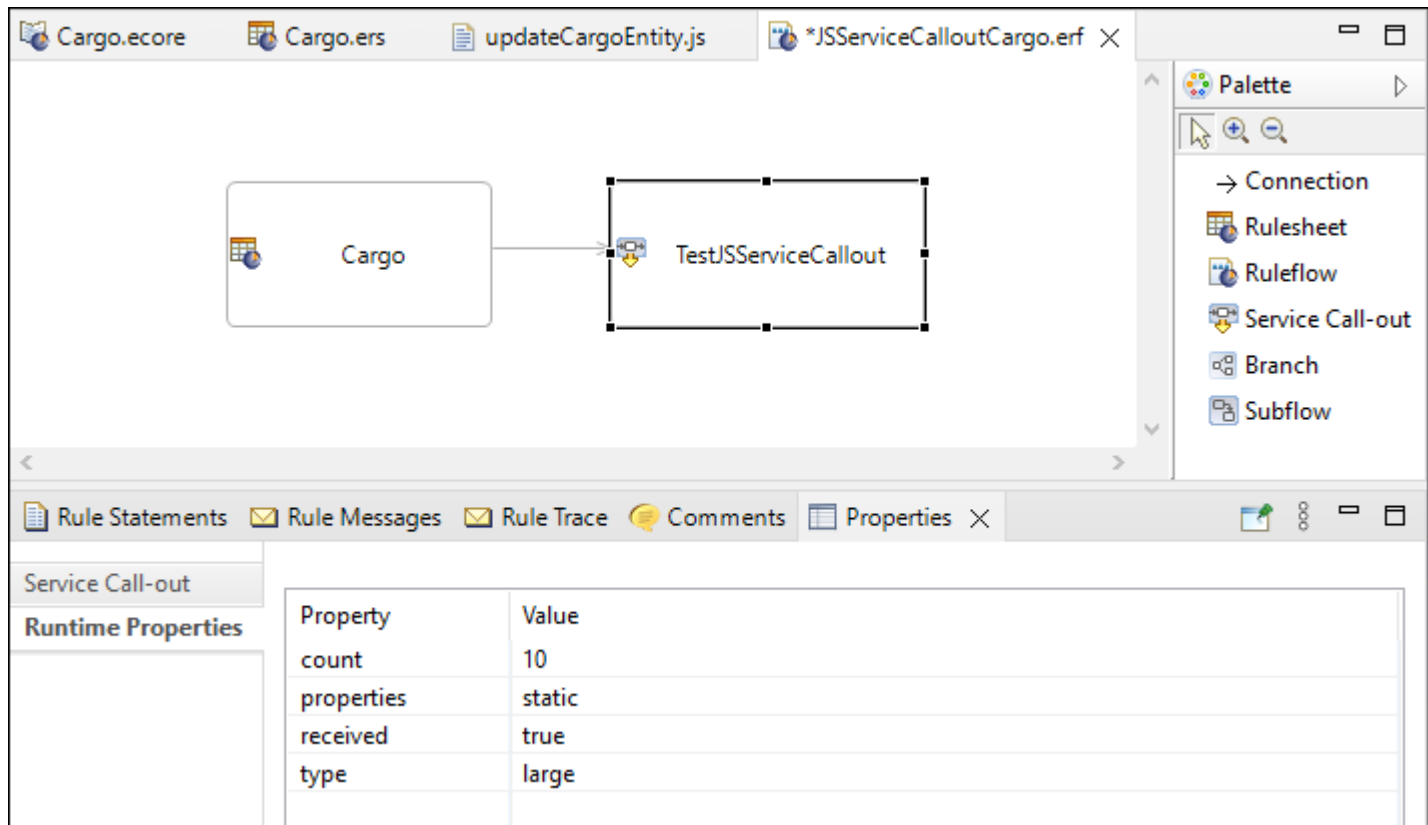 Cargo.ecore Cargo.ers updateCargoEntity.js *JSServiceCalloutCargo.erf
Palette
Connection
Rulesheet
Ruleflow
Service Call-out
Branch
Subflow
Cargo TestJSServiceCallout
Rule Statements Rule Messages Rule Trace Comments Properties
Service Call-out
Runtime Properties
Property Value
count 10
properties static
received true
type large